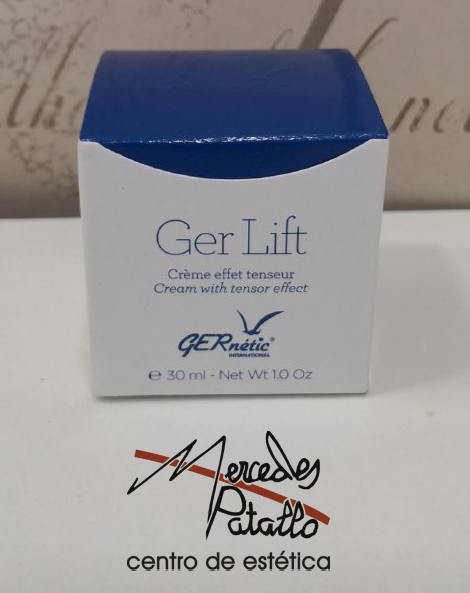 Ger Lift
Crème effet tenseur
Cream with tensor effect
GERnétic®
INTERNATIONAL
e 30 ml - Net Wt 1.0 Oz
Mercedes
Patallo
centro de estética